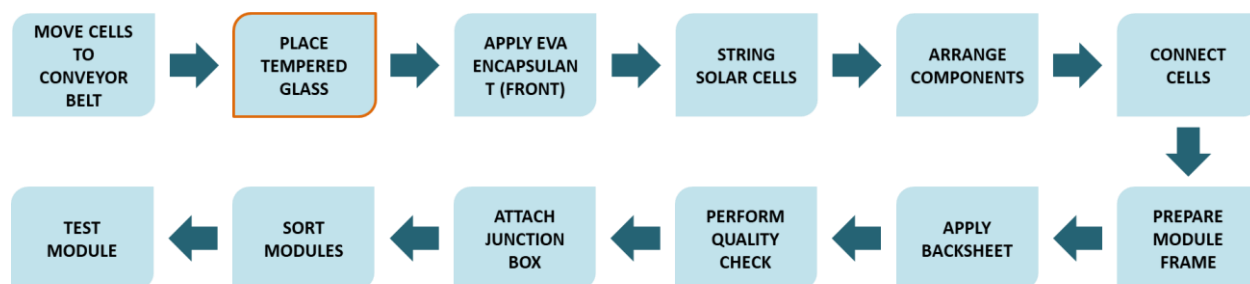 MOVE CELLS
TO
CONVEYOR
BELT
PLACE
TEMPERED
GLASS
APPLY EVA
ENCAPSULAN
T (FRONT)
STRING
SOLAR CELLS
ARRANGE
COMPONENTS
CONNECT
CELLS
PREPARE
MODULE
FRAME
APPLY
BACKSHEET
PERFORM
QUALITY
CHECK
ATTACH
JUNCTION
BOX
SORT
MODULES
TEST
MODULE